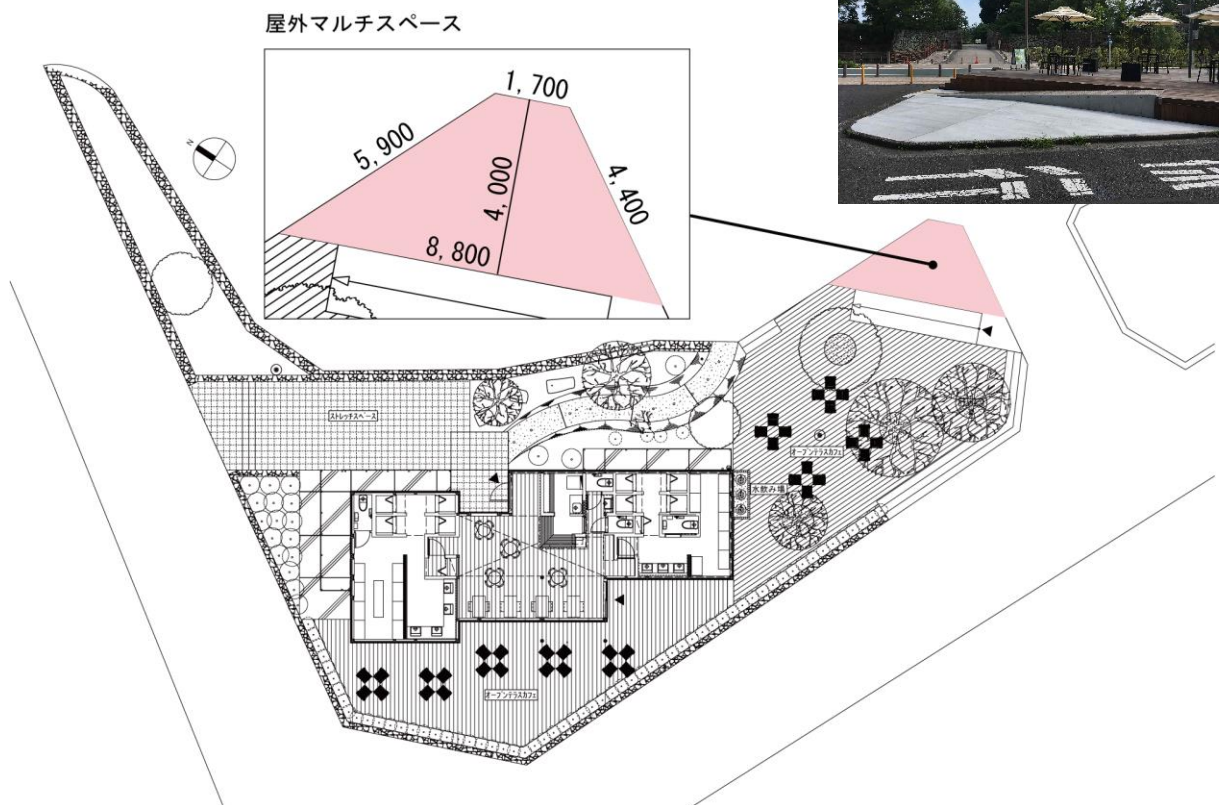 屋外マルチスペース
1,700
5,900
4,000
4,400
8,800
N
ストレッチスペース
オープンテラスカフェ
水飲み場
オープンテラスカフェ